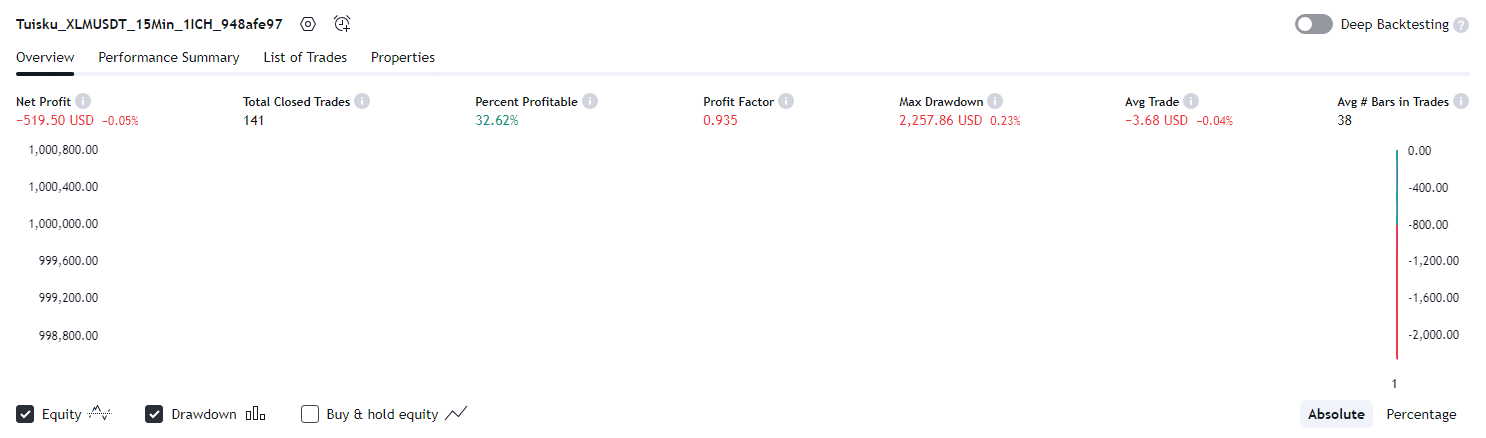 Tuisku_XLMUSDT_15Min_1ICH_948afe97
Deep Backtesting
Overview Performance Summary List of Trades Properties
Net Profit Total Closed Trades Percent Profitable Profit Factor Max Drawdown Avg Trade Avg # Bars in Trades
−519.50 USD −0.05% 141 32.62% 0.935 2,257.86 USD 0.23% −3.68 USD −0.04% 38
1,000,800.00 0.00
1,000,400.00 -400.00
1,000,000.00 -800.00
999,600.00 -1,200.00
999,200.00 -1,600.00
998,800.00 -2,000.00
1
Equity Drawdown Buy & hold equity Absolute Percentage